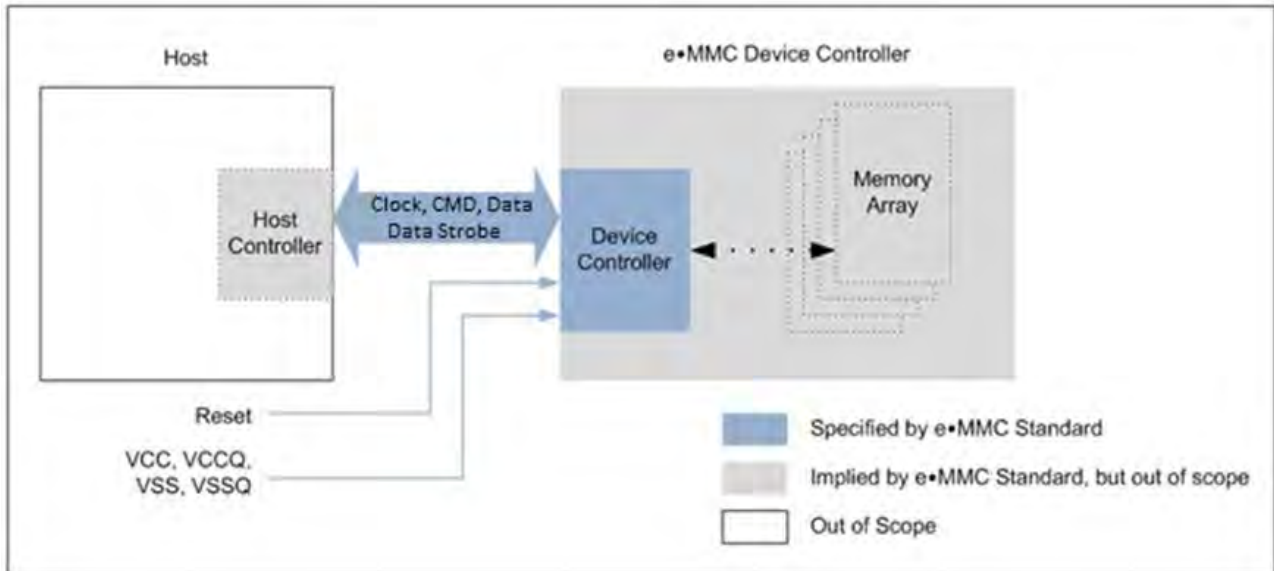 Host
e•MMC Device Controller
Host
Controller
Clock, CMD, Data
Data Strobe
Device
Controller
Memory
Array
Reset
VCC, VCCQ,
VSS, VSSQ
Specified by e•MMC Standard
Implied by e•MMC Standard, but out of scope
Out of Scope